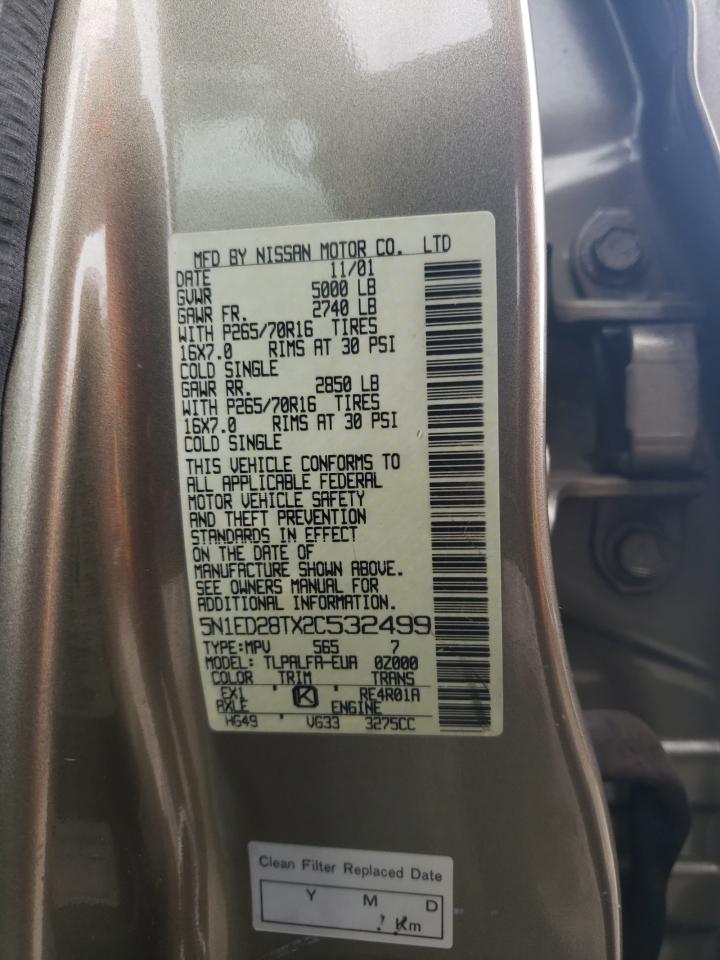 MFD BY NISSAN MOTOR CO. LTD
DATE 11/01
GVWR 5000 LB
GAWR FR. 2740 LB
WITH P265/70R16 TIRES
16X7.0 RIMS AT 30 PSI
COLD SINGLE
GAWR RR. 2850 LB
WITH P265/70R16 TIRES
16X7.0 RIMS AT 30 PSI
COLD SINGLE
THIS VEHICLE CONFORMS TO
ALL APPLICABLE FEDERAL
MOTOR VEHICLE SAFETY
AND THEFT PREVENTION
STANDARDS IN EFFECT
ON THE DATE OF
MANUFACTURE SHOWN ABOVE.
SEE OWNERS MANUAL FOR
ADDITIONAL INFORMATION.
5N1ED28TX2C532499
TYPE:MPV 565 7
MODEL: TLPALFA-EUA 0Z000
COLOR TRIM TRANS
EX1 K RE4R01A
AXLE ENGINE
HG49 VG33 3275CC
Clean Filter Replaced Date
Y M D
Km